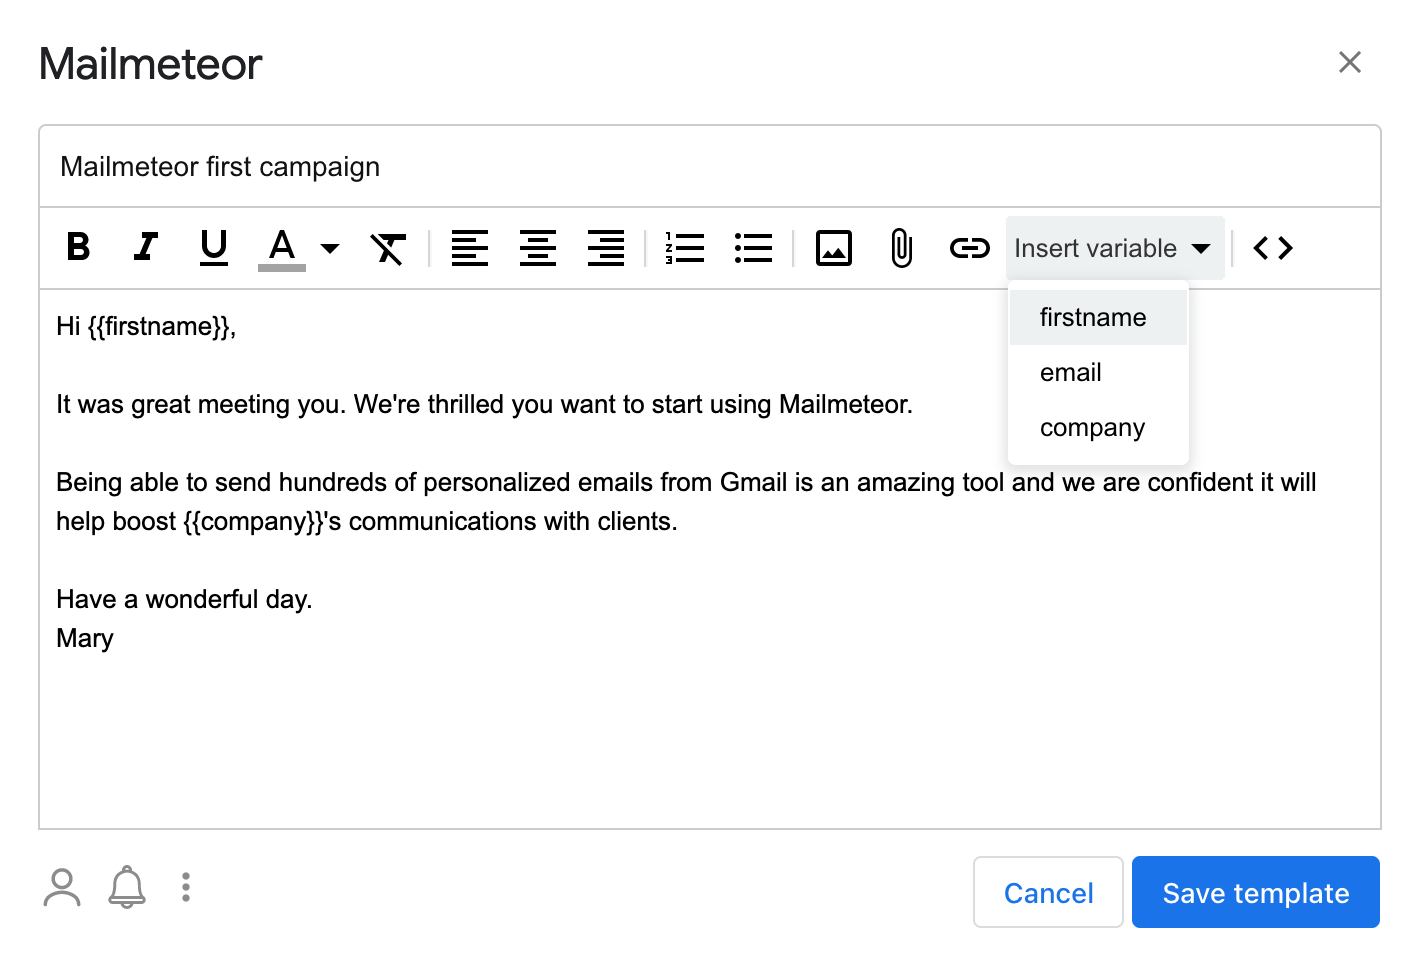 Mailmeteor
Mailmeteor first campaign
B I U A Insert variable
firstname
email
company
Hi {{firstname}},
It was great meeting you. We're thrilled you want to start using Mailmeteor.
Being able to send hundreds of personalized emails from Gmail is an amazing tool and we are confident it will
help boost {{company}}'s communications with clients.
Have a wonderful day.
Mary
Cancel Save template